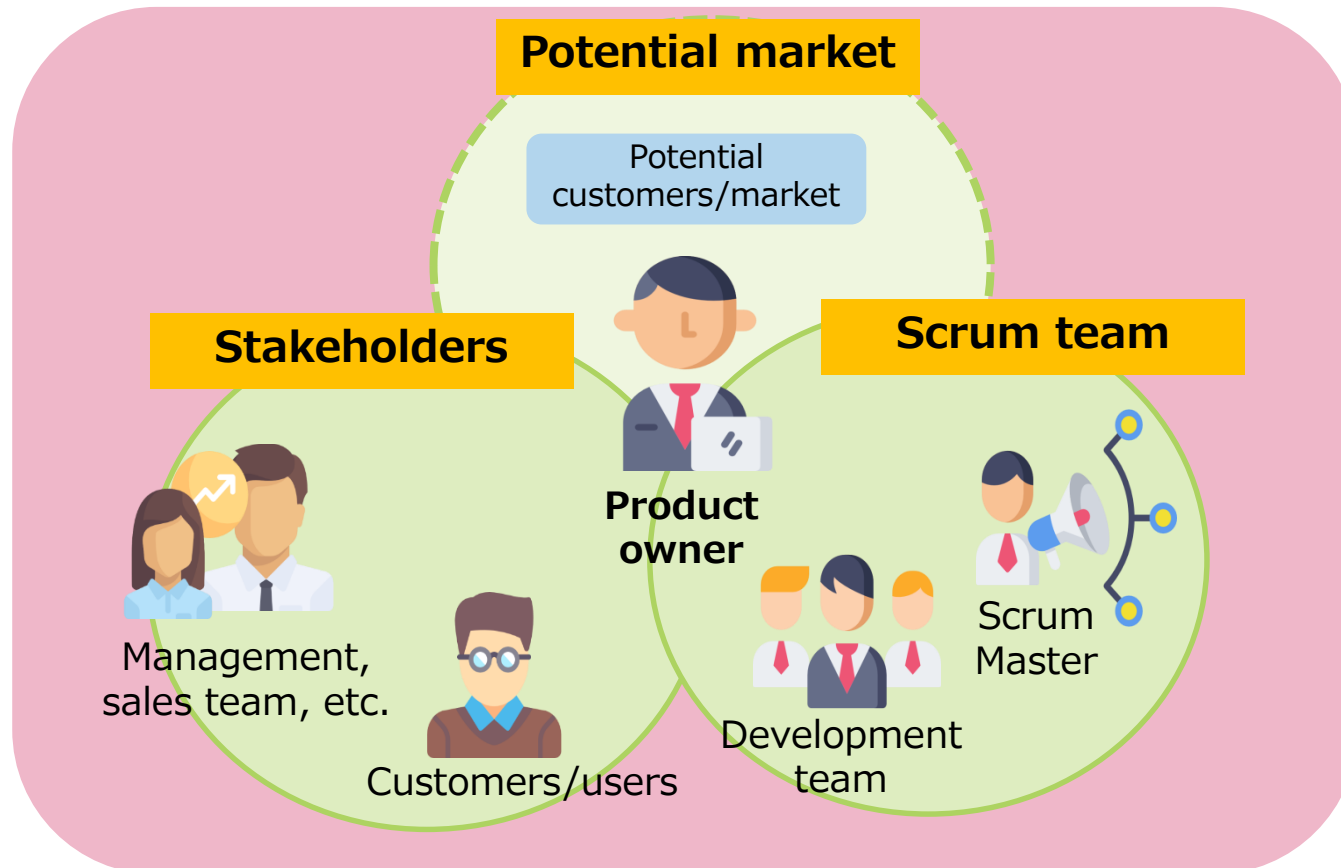 Potential market
Potential
customers/market
Stakeholders
Scrum team
Product
owner
Management,
sales team, etc.
Customers/users
Development
team
Scrum
Master